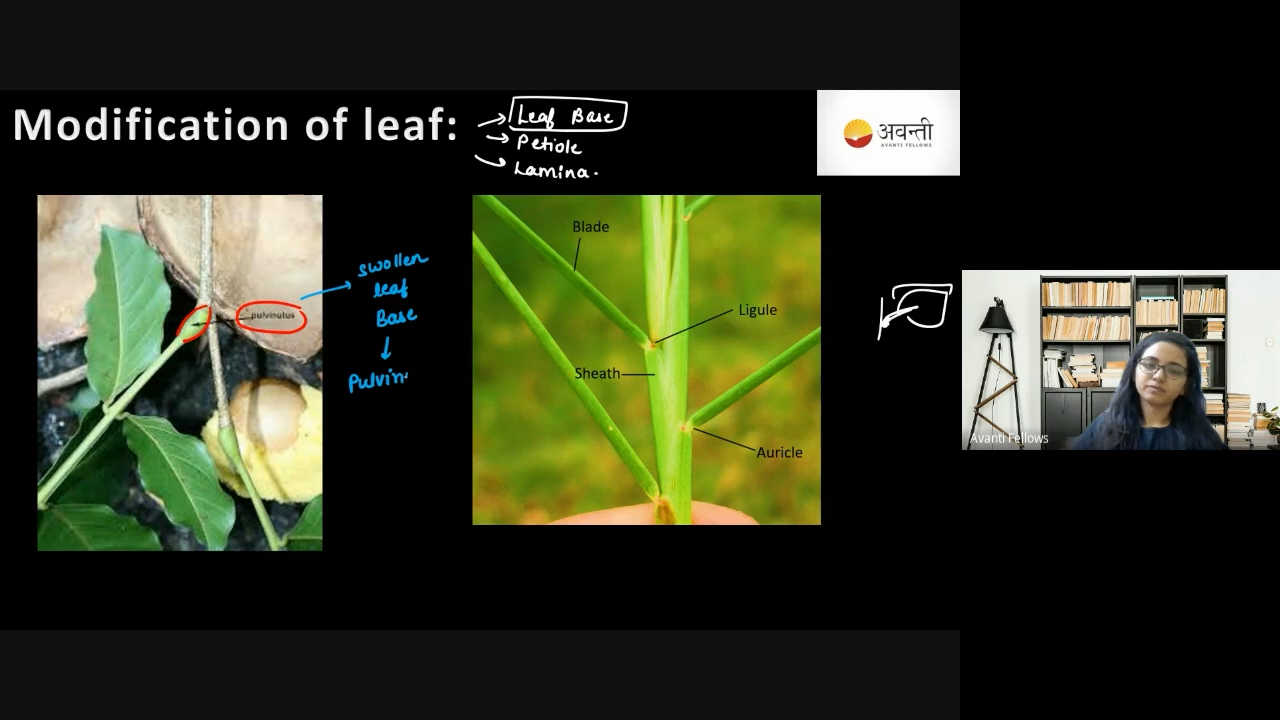 Modification of leaf:
Leaf Base
Petiole
Lamina.
अवन्ती
AVANTI FELLOWS
pulvinulus
swollen
leaf
Base
Pulvin
Blade
Ligule
Sheath
Auricle
Avanti Fellows